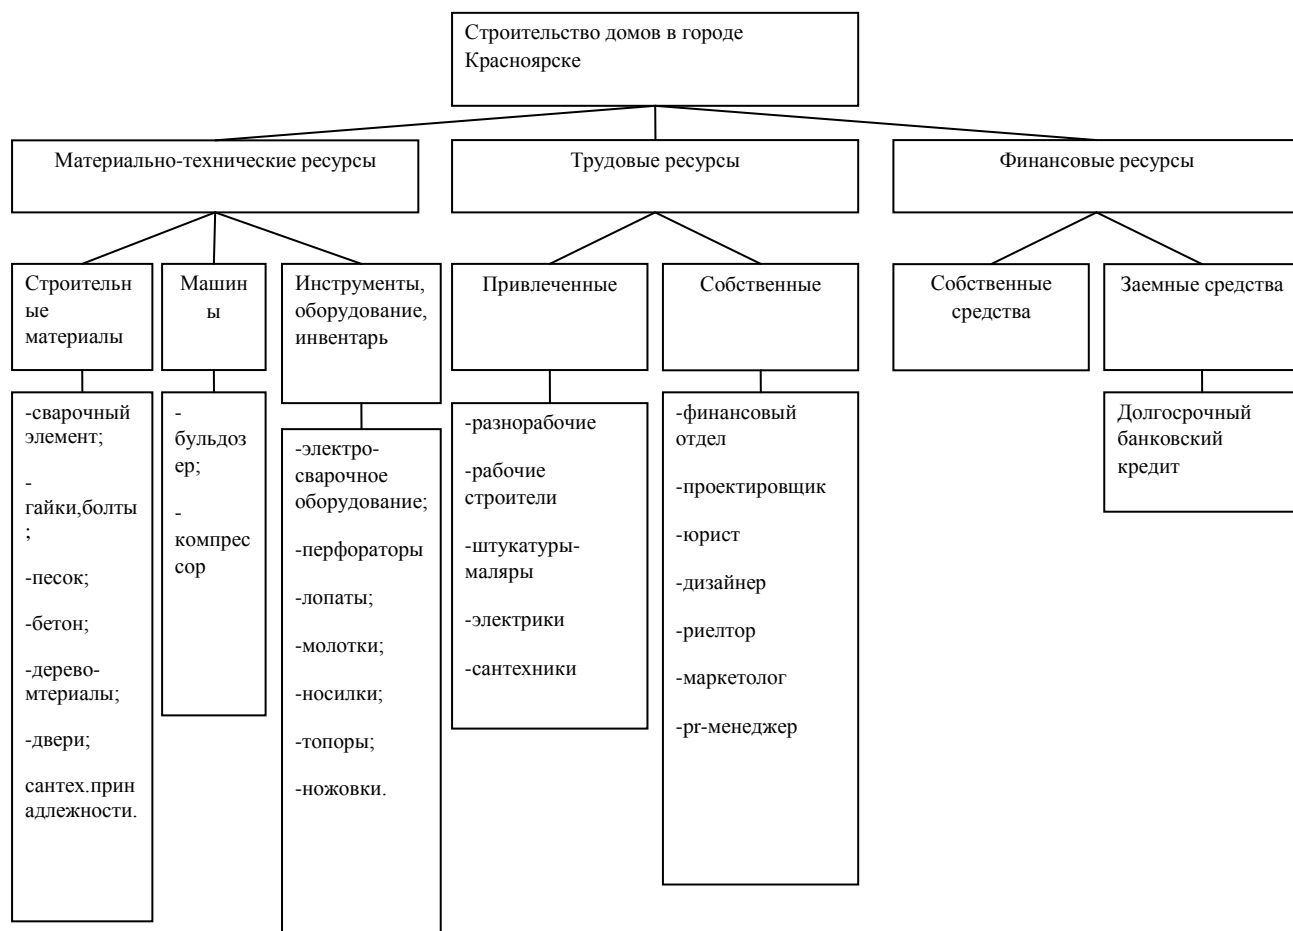 Строительство домов в городе
Красноярске
Материально-технические ресурсы
Трудовые ресурсы
Финансовые ресурсы
Строительн
ые
материалы
Машин
ы
Инструменты,
оборудование,
инвентарь
Привлеченные
Собственные
Собственные
средства
Заемные средства
-сварочный
элемент;
-
гайки,болты
;
-песок;
-бетон;
-дерево-
мтериалы;
-двери;
сантех.прин
адлежности.
-
бульдоз
ер;
-
компрес
сор
-электро-
сварочное
оборудование;
-перфораторы
-лопаты;
-молотки;
-носилки;
-топоры;
-ножовки.
-разнорабочие
-рабочие
строители
-штукатуры-
маляры
-электрики
-сантехники
-финансовый
отдел
-проектировщик
-юрист
-дизайнер
-риелтор
-маркетолог
-pr-менеджер
Долгосрочный
банковский
кредит